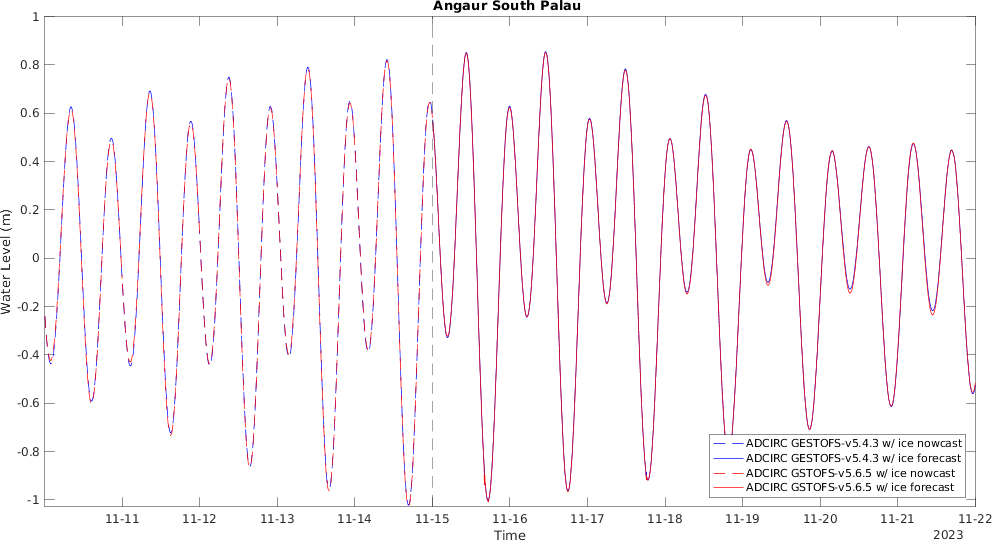 Angaur South Palau
1
0.8
0.6
0.4
0.2
0
-0.2
-0.4
-0.6
-0.8
-1
Water Level (m)
ADCIRC GESTOFS-v5.4.3 w/ ice nowcast
ADCIRC GESTOFS-v5.4.3 w/ ice forecast
ADCIRC GSTOFS-v5.6.5 w/ ice nowcast
ADCIRC GSTOFS-v5.6.5 w/ ice forecast
11-11 11-12 11-13 11-14 11-15 11-16 11-17 11-18 11-19 11-20 11-21 11-22
Time
2023